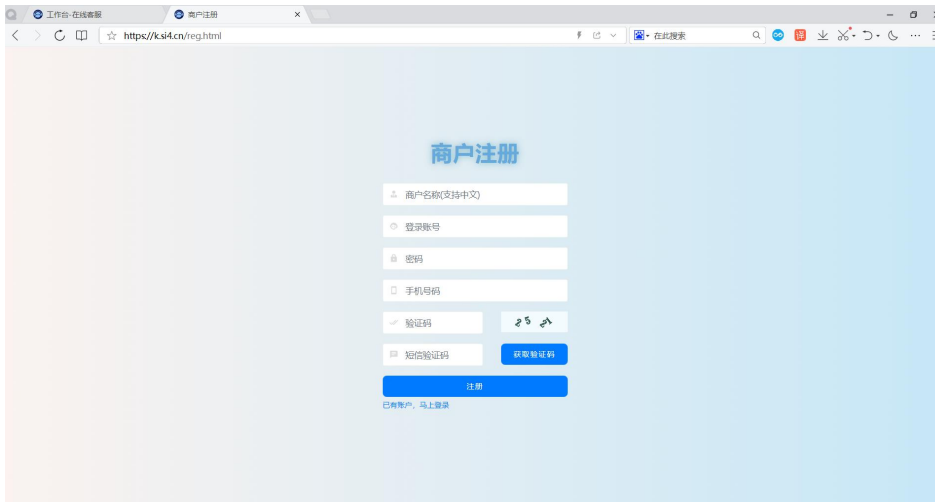 工作台-在线客服
商户注册
https://k.si4.cn/reg.html
在此搜索
译
商户注册
商户名称(支持中文)
登录账号
密码
手机号码
验证码
短信验证码
获取验证码
注册
已有账户，马上登录